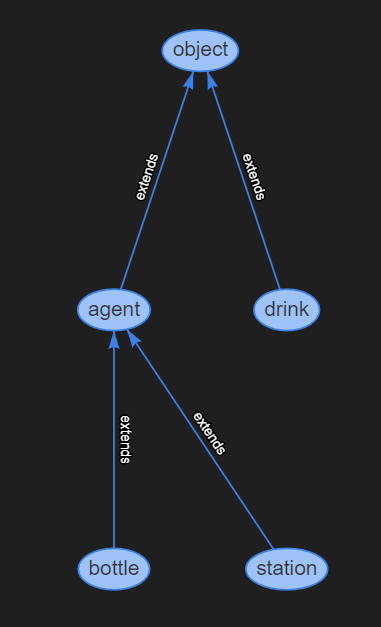 object
extends
extends
agent
drink
extends
extends
bottle
station